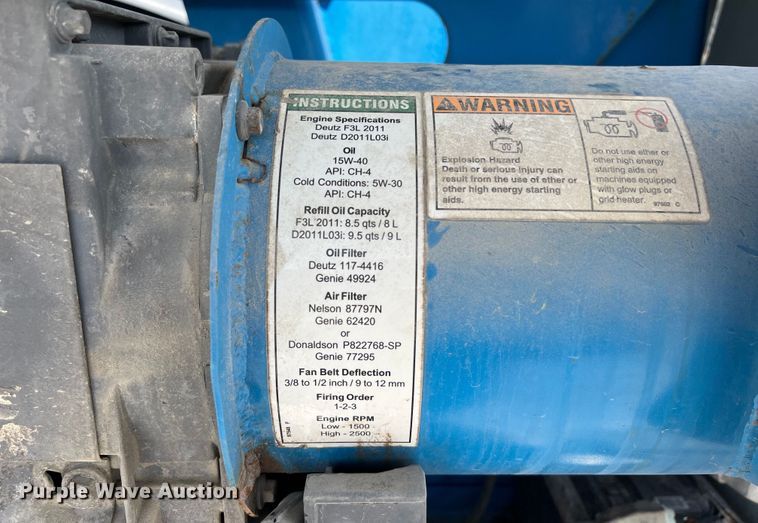 INSTRUCTIONS
Engine Specifications
Deutz F3L 2011
Deutz D2011L03i
Oil
15W-40
API: CH-4
Cold Conditions: 5W-30
API: CH-4
Refill Oil Capacity
F3L 2011: 8.5 qts / 8 L
D2011L03i: 9.5 qts / 9 L
Oil Filter
Deutz 117-4416
Genie 49924
Air Filter
Nelson 87797N
Genie 62420
or
Donaldson P822768-SP
Genie 77295
Fan Belt Deflection
3/8 to 1/2 inch / 9 to 12 mm
Firing Order
1-2-3
Engine RPM
Low - 1500
High - 2500
WARNING
Explosion Hazard
Death or serious injury can
result from the use of ether or
other high energy starting
aids.
Do not use ether or
other high energy
starting aids on
machines equipped
with glow plugs or
grid heater.
97602 C
Purple Wave Auction